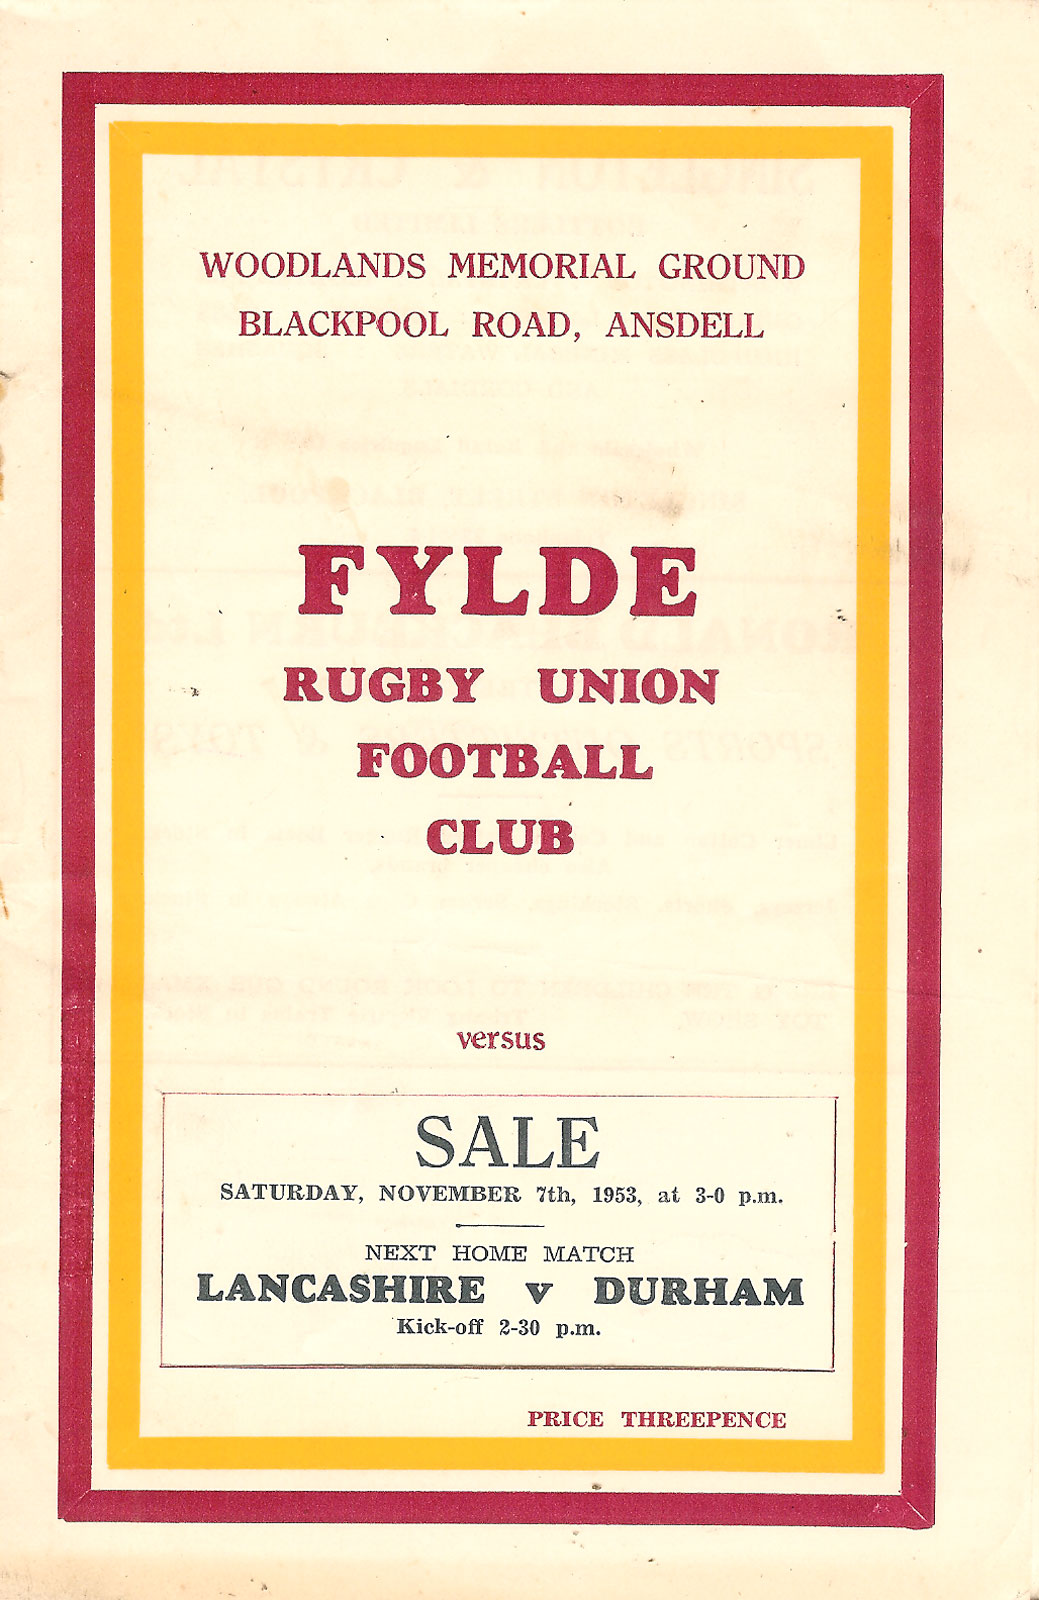 WOODLANDS MEMORIAL GROUND
BLACKPOOL ROAD, ANSDELL
FYLDE
RUGBY UNION
FOOTBALL
CLUB
versus
SALE
SATURDAY, NOVEMBER 7th, 1953, at 3-0 p.m.
NEXT HOME MATCH
LANCASHIRE v DURHAM
Kick-off 2-30 p.m.
PRICE THREEPENCE